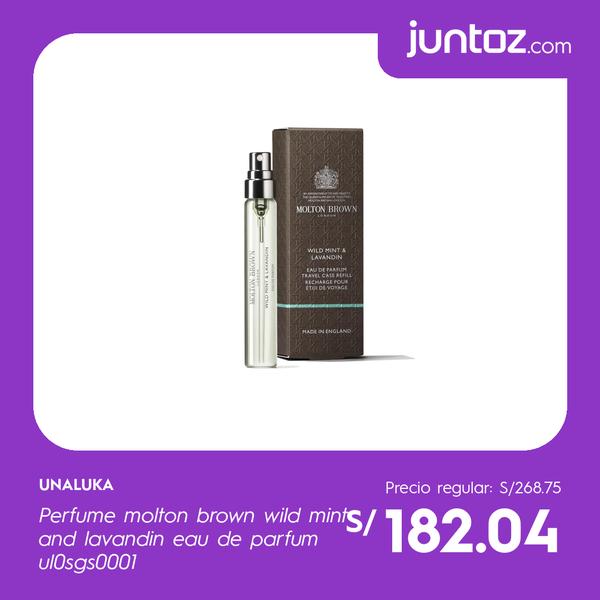 juntoz.com
MOLTON BROWN
LONDON
WILD MINT &
LAVANDIN
EAU DE PARFUM
TRAVEL CASE REFILL
RECHARGE POUR
ÉTUI DE VOYAGE
MADE IN ENGLAND
MOLTON BROWN
LONDON
WILD MINT & LAVANDIN
UNALUKA
Perfume molton brown wild mint
and lavandin eau de parfum
ul0sgs0001
Precio regular: S/268.75
S/ 182.04